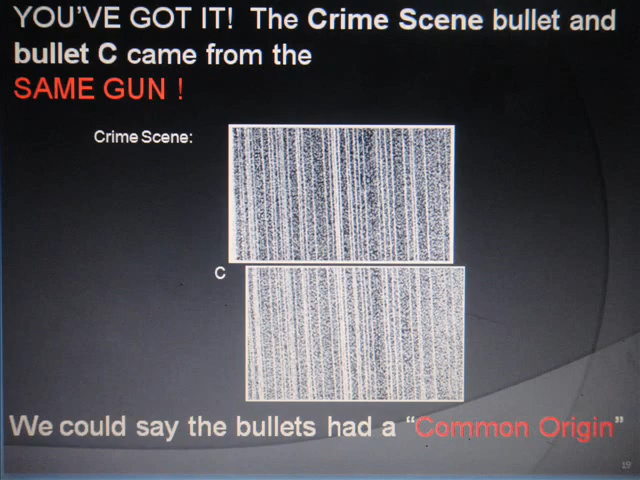 YOU'VE GOT IT! The Crime Scene bullet and
bullet C came from the
SAME GUN !
Crime Scene:
C
We could say the bullets had a “Common Origin”
19